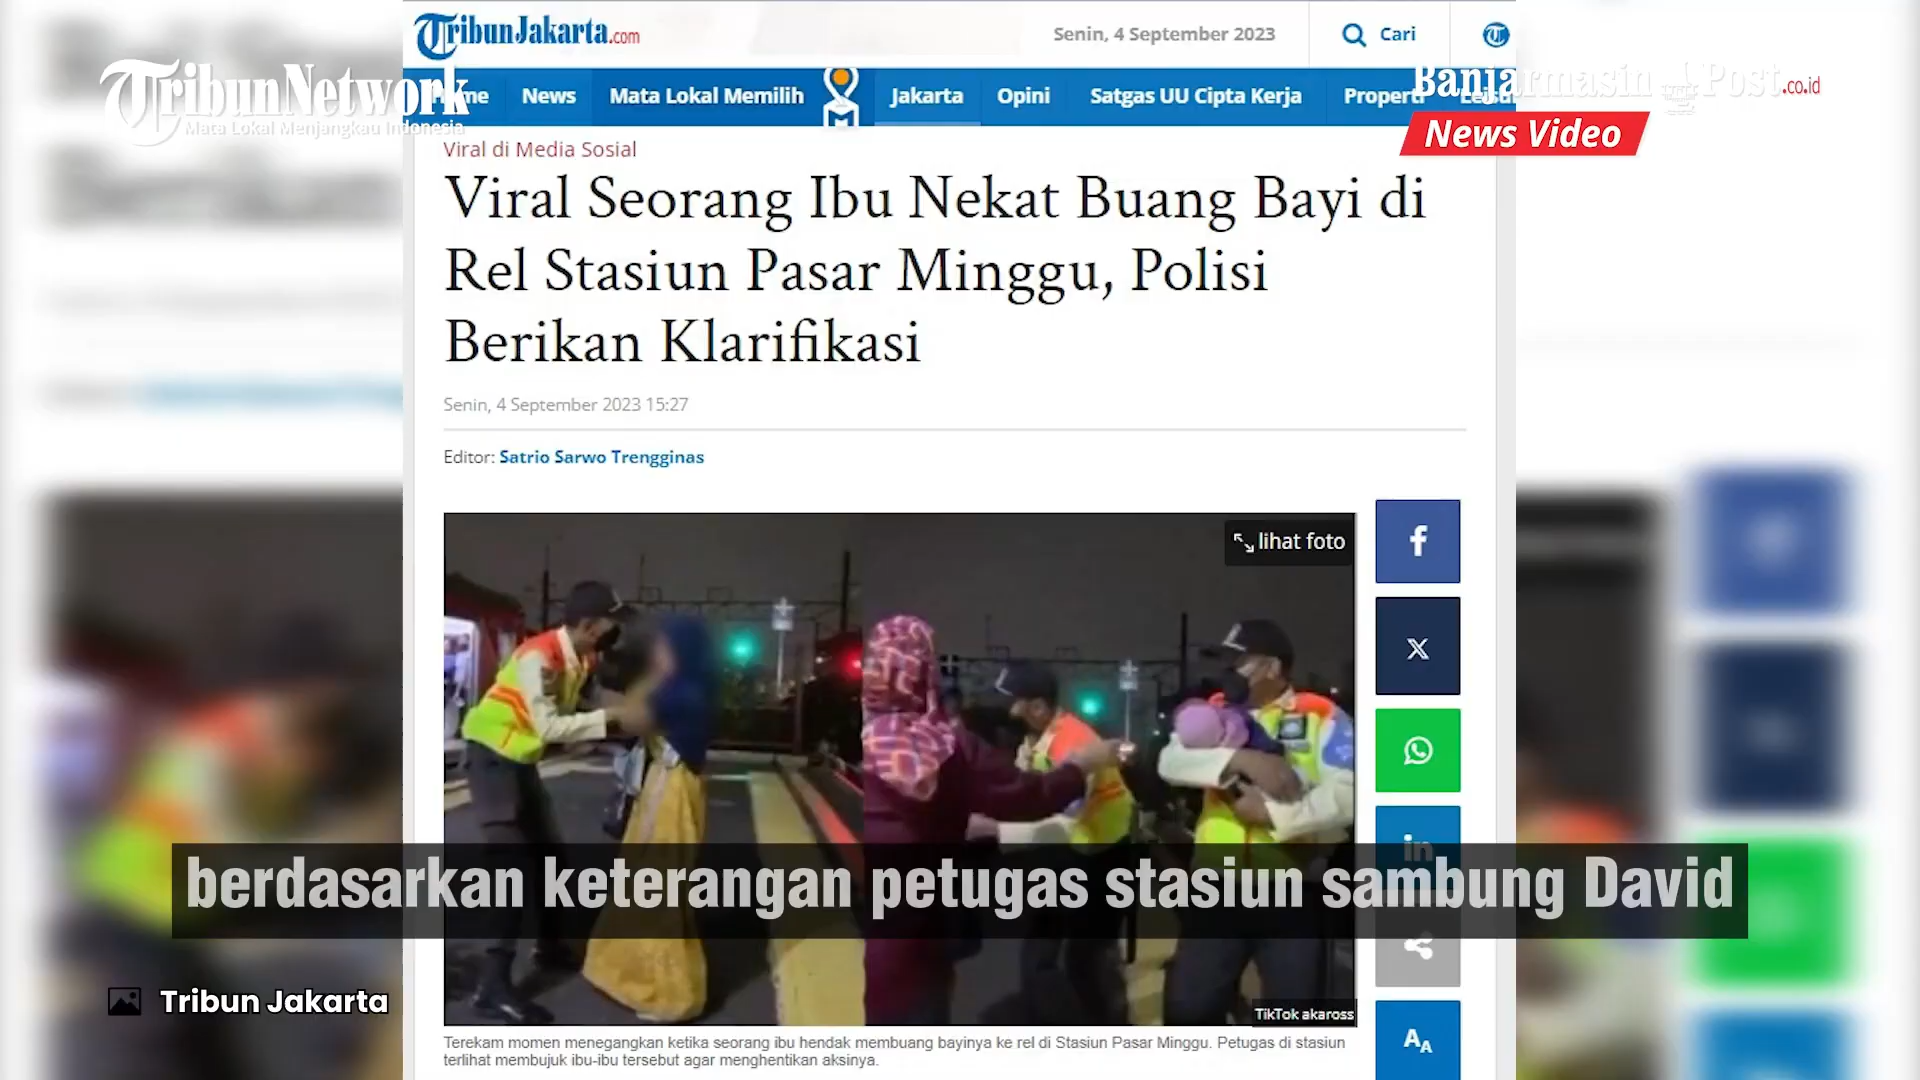 TribunJakarta.com
Senin, 4 September 2023
Cari
TribunNetwork
Mata Lokal Menjangkau Indonesia
News
Mata Lokal Memilih
Jakarta
Opini
Satgas UU Cipta Kerja
Properti
Banjarmasin Post.co.id
News Video
Viral di Media Sosial
Viral Seorang Ibu Nekat Buang Bayi di
Rel Stasiun Pasar Minggu, Polisi
Berikan Klarifikasi
Senin, 4 September 2023 15:27
Editor: Satrio Sarwo Trengginas
lihat foto
berdasarkan keterangan petugas stasiun sambung David
Tribun Jakarta
TikTok akaross
Terekam momen menegangkan ketika seorang ibu hendak membuang bayinya ke rel di Stasiun Pasar Minggu. Petugas di stasiun
terlihat membujuk ibu-ibu tersebut agar menghentikan aksinya.